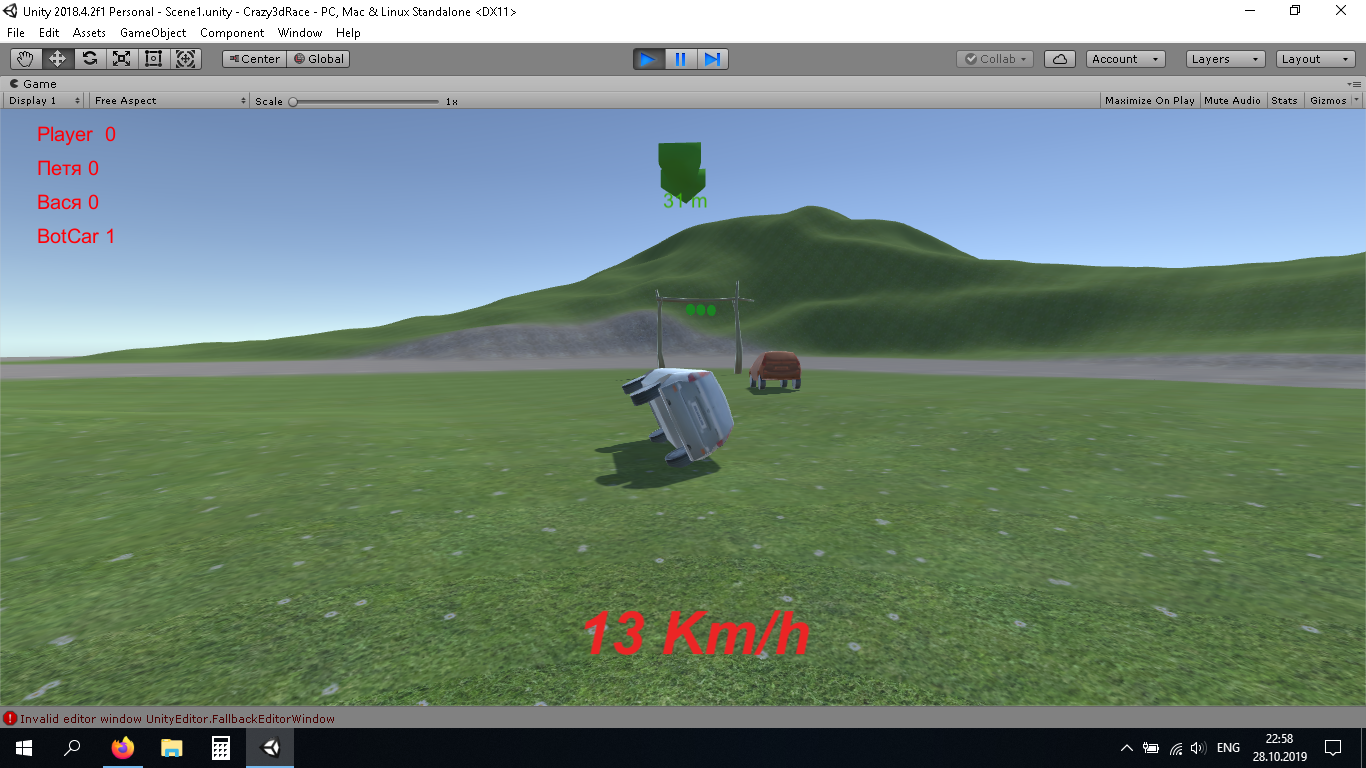 Unity 2018.4.2f1 Personal - Scene1.unity - Crazy3dRace - PC, Mac & Linux Standalone <DX11>
File Edit Assets GameObject Component Window Help
Center Global Collab Account Layers Layout
Game
Display 1 Free Aspect Scale 1x Maximize On Play Mute Audio Stats Gizmos
Player 0
Петя 0
Вася 0
BotCar 1
31 m
13 Km/h
Invalid editor window UnityEditor.FallbackEditorWindow
ENG
22:58
28.10.2019